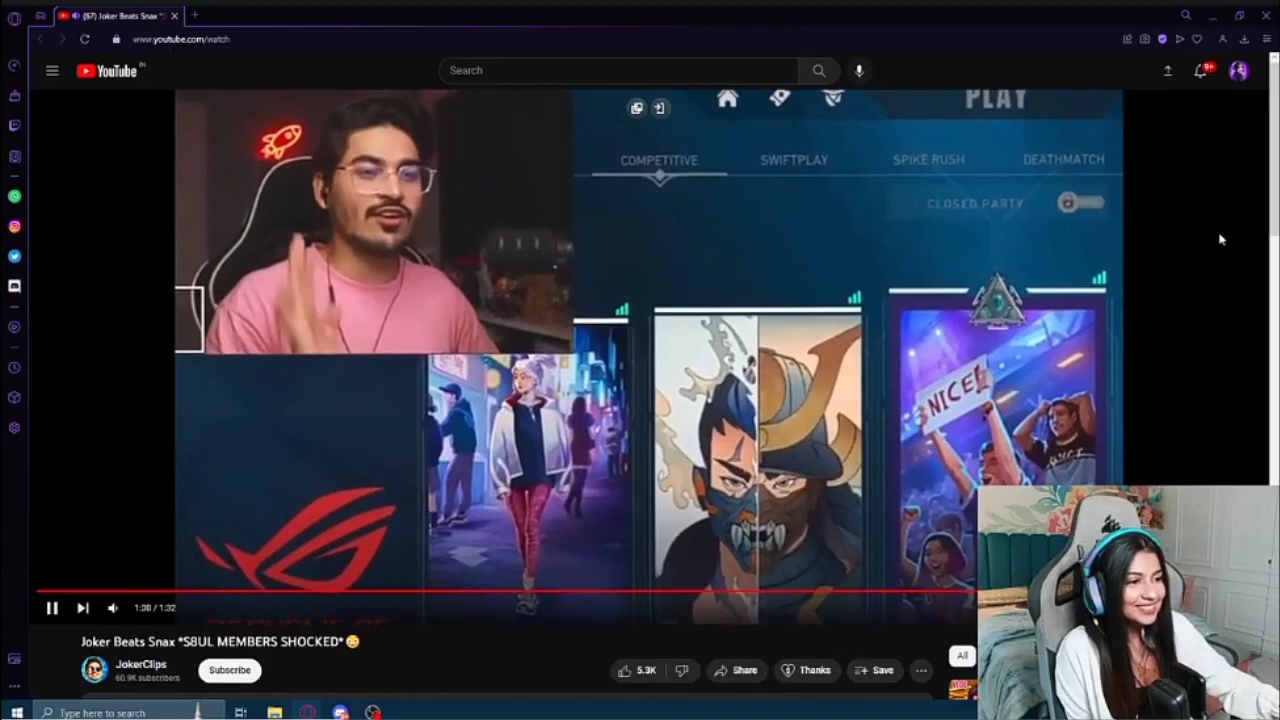 (57) Joker Beats Snax *S
www.youtube.com/watch
YouTube IN
Search
9+
PLAY
COMPETITIVE
SWIFTPLAY
SPIKE RUSH
DEATHMATCH
CLOSED PARTY
NICE!
1:30 / 1:32
Joker Beats Snax *S8UL MEMBERS SHOCKED*😳
JokerClips
60.9K subscribers
Subscribe
5.3K
Share
Thanks
Save
All
Type here to search